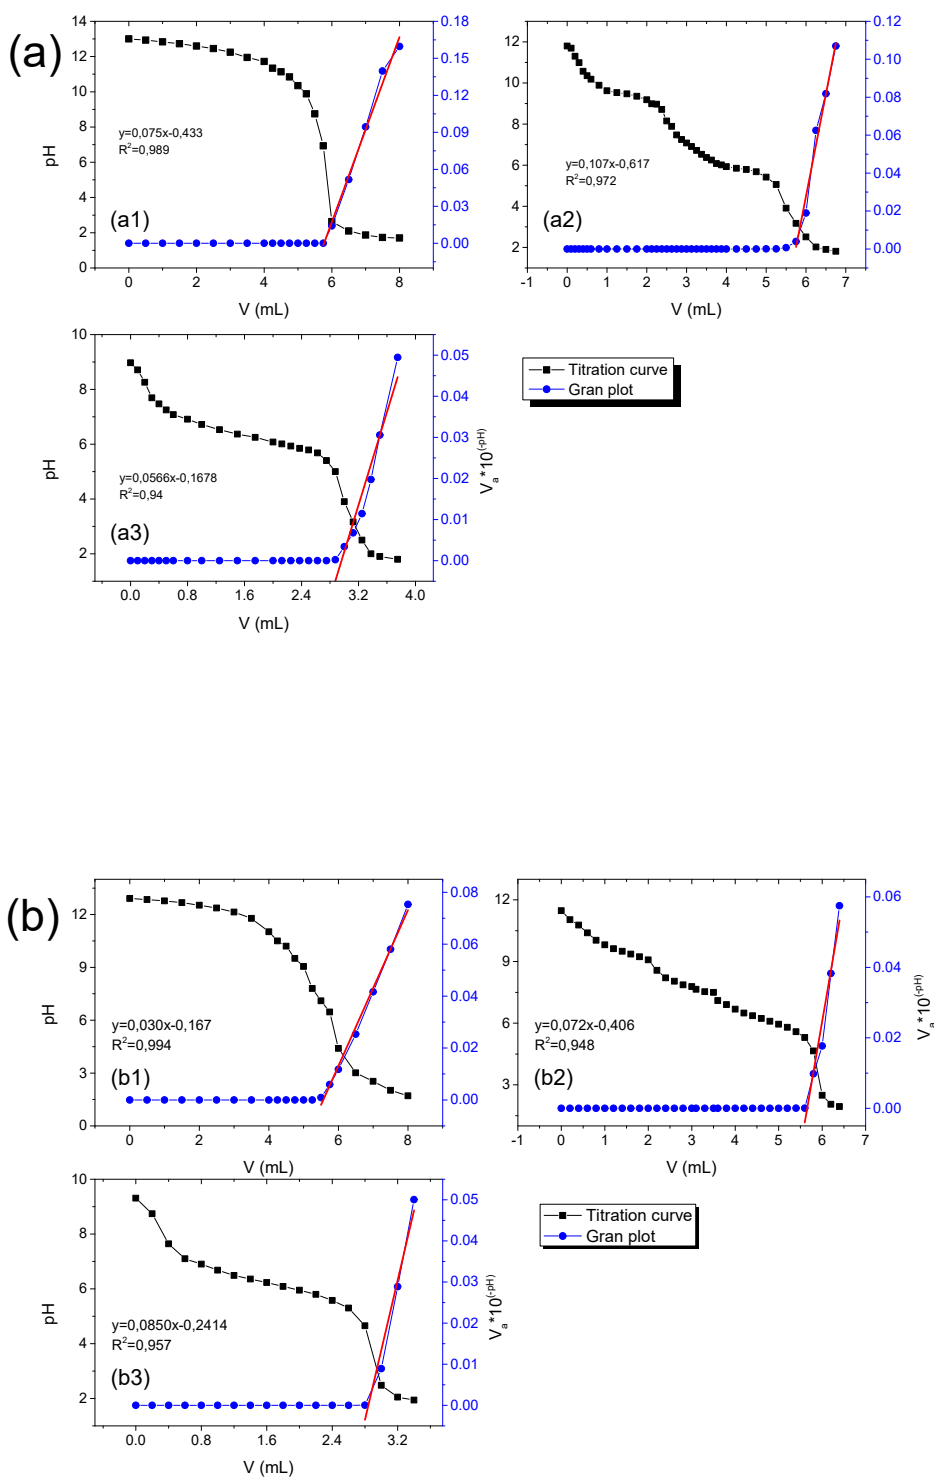 (a)
14
12
10
8
6
4
2
0
pH
0.18
0.15
0.12
0.09
0.06
0.03
0.00
y=0,075x-0,433
R²=0,989
(a1)
0 2 4 6 8
V (mL)
12
10
8
6
4
2
pH
0.12
0.10
0.08
0.06
0.04
0.02
0.00
y=0,107x-0,617
R²=0,972
(a2)
-1 0 1 2 3 4 5 6 7
V (mL)
10
8
6
4
2
pH
0.05
0.04
0.03
0.02
0.01
0.00
Vₐ*10^(-pH)
y=0,0566x-0,1678
R²=0,94
(a3)
0.0 0.8 1.6 2.4 3.2 4.0
V (mL)
Titration curve
Gran plot
(b)
12
9
6
3
0
pH
0.08
0.06
0.04
0.02
0.00
y=0,030x-0,167
R²=0,994
(b1)
0 2 4 6 8
V (mL)
12
9
6
3
pH
0.06
0.04
0.02
0.00
Vₐ*10^(-pH)
y=0,072x-0,406
R²=0,948
(b2)
-1 0 1 2 3 4 5 6 7
V (mL)
10
8
6
4
2
pH
0.05
0.04
0.03
0.02
0.01
0.00
Vₐ*10^(-pH)
y=0,0850x-0,2414
R²=0,957
(b3)
0.0 0.8 1.6 2.4 3.2
V (mL)
Titration curve
Gran plot